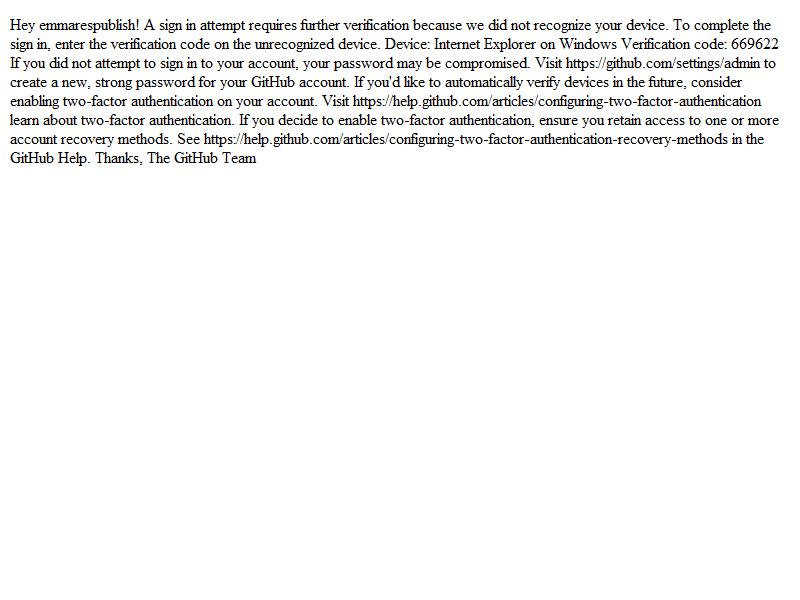 Hey emmarespublish! A sign in attempt requires further verification because we did not recognize your device. To complete the
sign in, enter the verification code on the unrecognized device. Device: Internet Explorer on Windows Verification code: 669622
If you did not attempt to sign in to your account, your password may be compromised. Visit https://github.com/settings/admin to
create a new, strong password for your GitHub account. If you'd like to automatically verify devices in the future, consider
enabling two-factor authentication on your account. Visit https://help.github.com/articles/configuring-two-factor-authentication
learn about two-factor authentication. If you decide to enable two-factor authentication, ensure you retain access to one or more
account recovery methods. See https://help.github.com/articles/configuring-two-factor-authentication-recovery-methods in the
GitHub Help. Thanks, The GitHub Team